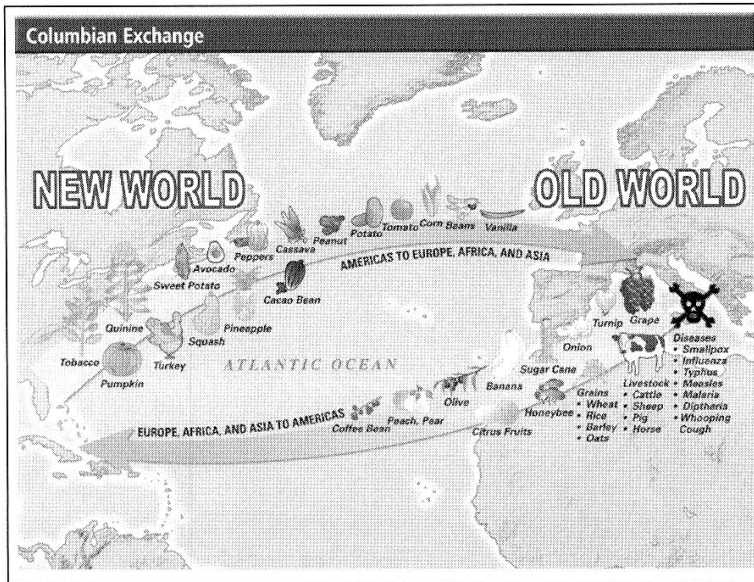 Columbian Exchange
NEW WORLD
OLD WORLD
Sweet Potato
Avocado
Peppers
Cassava
Peanut
Potato
Tomato
Corn
Beans
Vanilla
AMERICAS TO EUROPE, AFRICA, AND ASIA
Cacao Bean
Quinine
Pineapple
Squash
Turkey
Tobacco
Pumpkin
ATLANTIC OCEAN
Turnip
Grape
Onion
Sugar Cane
Banana
Olive
Peach, Pear
Coffee Bean
Citrus Fruits
Honeybee
Grains
• Wheat
• Rice
• Barley
• Oats
Livestock
• Cattle
• Sheep
• Pig
• Horse
Diseases
• Smallpox
• Influenza
• Typhus
• Measles
• Malaria
• Diptheria
• Whooping
Cough
EUROPE, AFRICA, AND ASIA TO AMERICAS